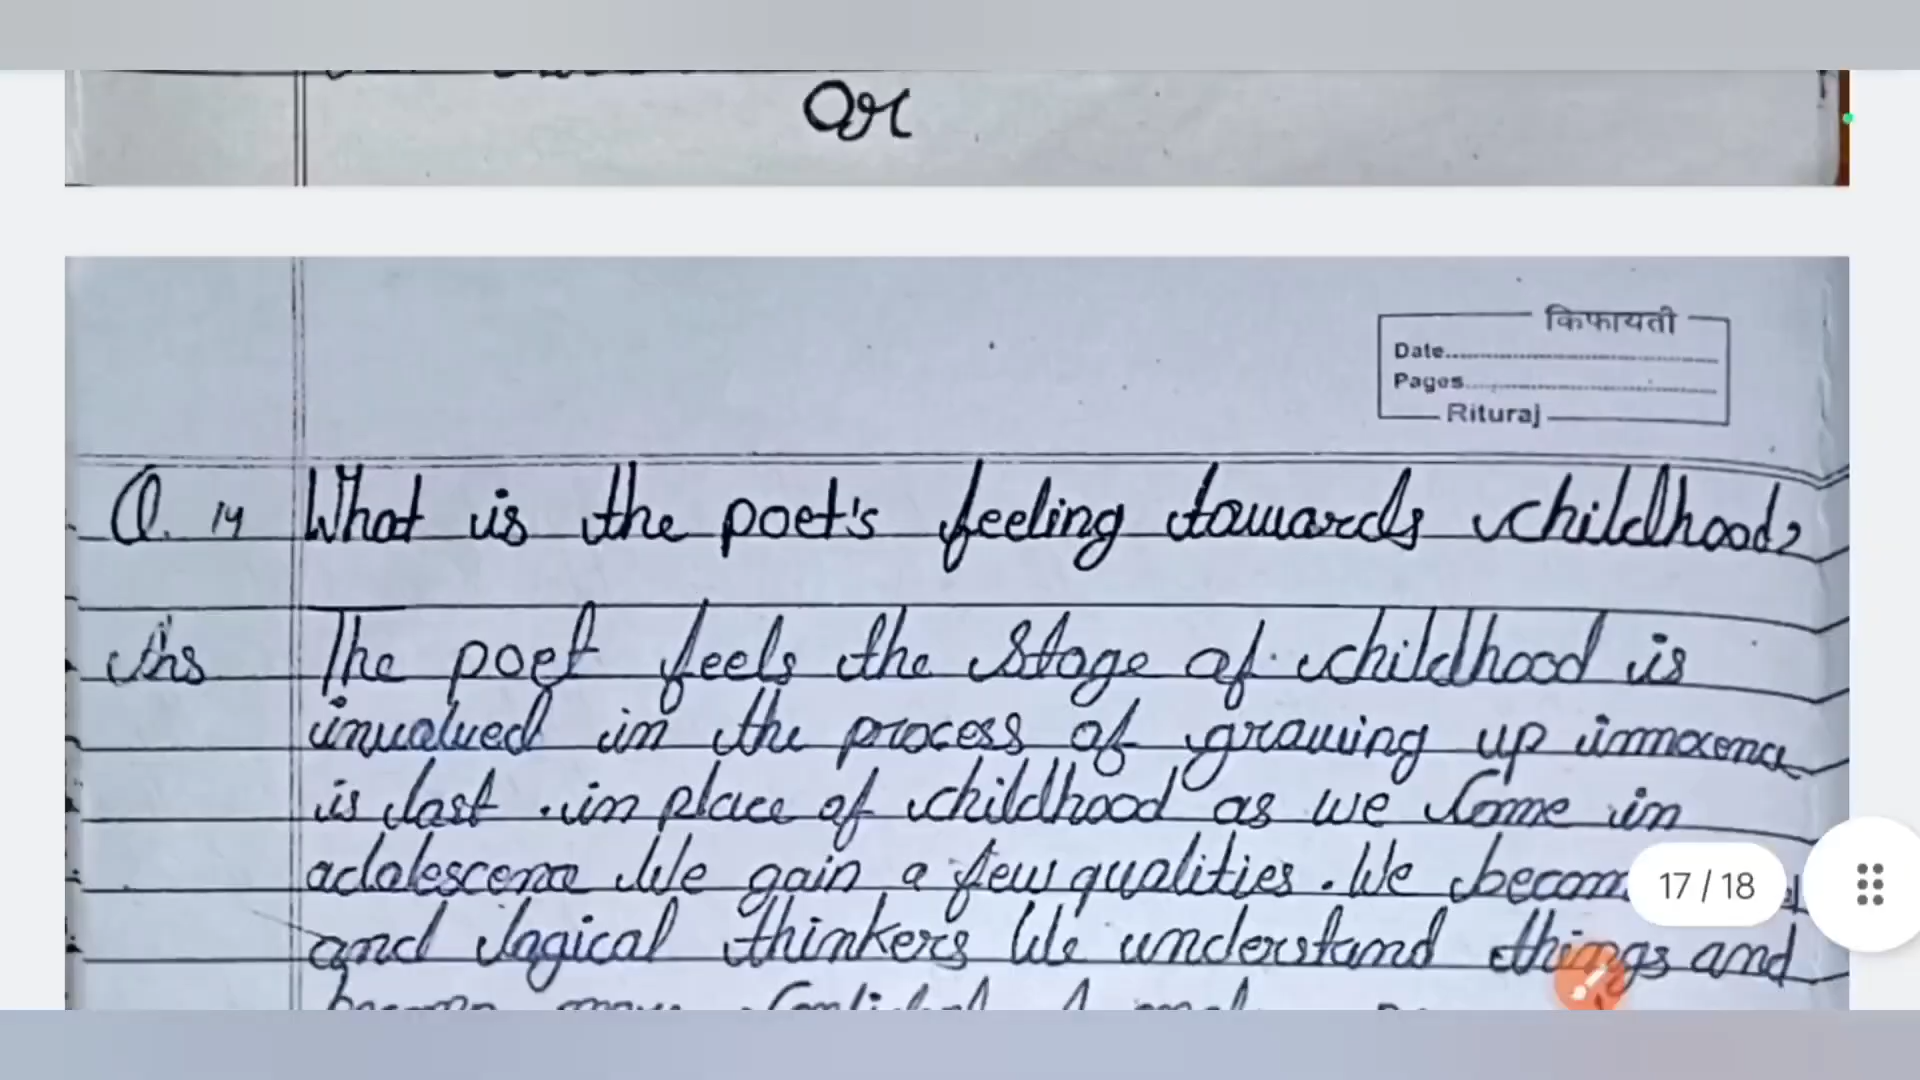 Or
किफायती
Date
Pages
Rituraj
Q. 14 What is the poet's feeling towards childhood?
Ans The poet feels the stage of childhood is
involved in the process of growing up innocence
is lost . in place of childhood as we come in
adolescence We gain a few qualities . We
17 / 18
and logical thinkers We understand things and